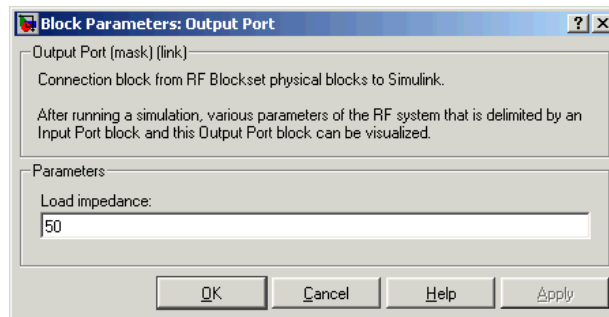 Block Parameters: Output Port
Output Port (mask) (link)
Connection block from RF Blockset physical blocks to Simulink.
After running a simulation, various parameters of the RF system that is delimited by an
Input Port block and this Output Port block can be visualized.
Parameters
Load impedance:
50
OK Cancel Help Apply